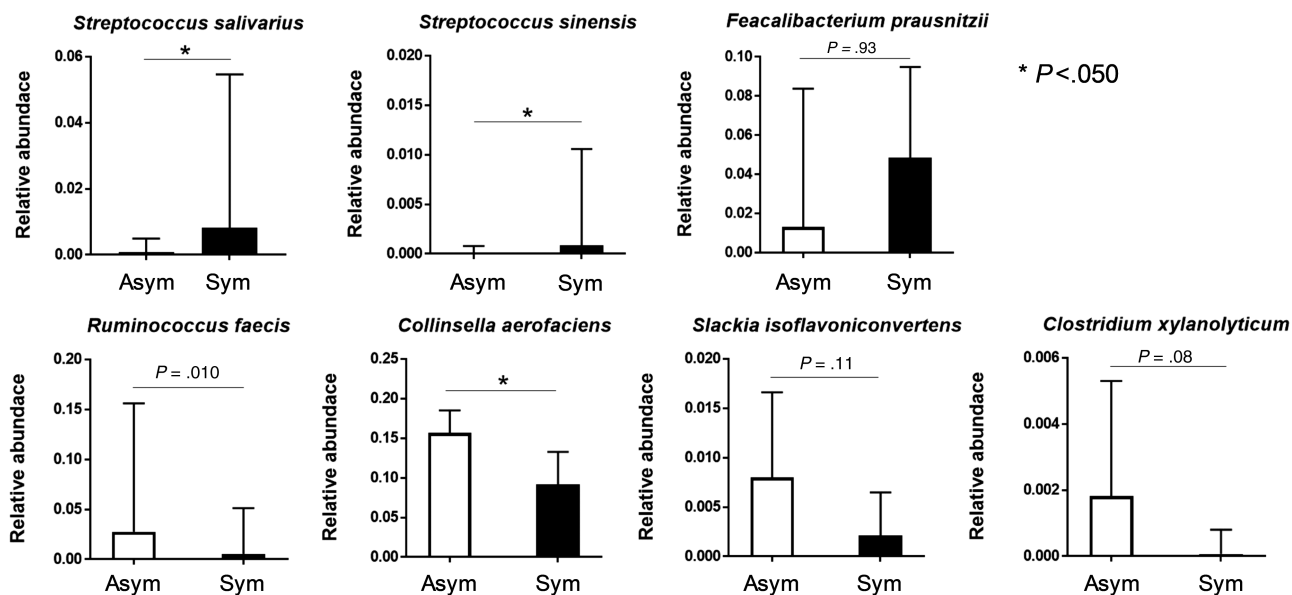 Streptococcus salivarius
Relative abundace
0.06
0.04
0.02
0.00
*
Asym Sym
Streptococcus sinensis
Relative abundace
0.020
0.015
0.010
0.005
0.000
*
Asym Sym
Feacalibacterium prausnitzii
Relative abundace
0.10
0.08
0.06
0.04
0.02
0.00
P = .93
Asym Sym
* P<.050
Ruminococcus faecis
Relative abundace
0.20
0.15
0.10
0.05
0.00
P = .010
Asym Sym
Collinsella aerofaciens
Relative abundace
0.25
0.20
0.15
0.10
0.05
0.00
*
Asym Sym
Slackia isoflavoniconvertens
Relative abundace
0.020
0.015
0.010
0.005
0.000
P = .11
Asym Sym
Clostridium xylanolyticum
Relative abundace
0.006
0.004
0.002
0.000
P = .08
Asym Sym